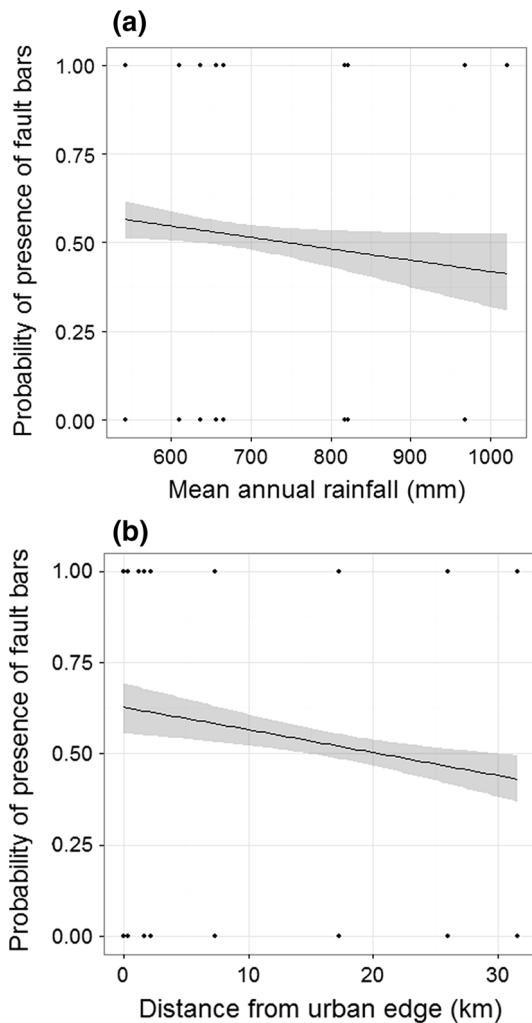 (a)
Probability of presence of fault bars
1.00
0.75
0.50
0.25
0.00
600 700 800 900 1000
Mean annual rainfall (mm)
(b)
Probability of presence of fault bars
1.00
0.75
0.50
0.25
0.00
0 10 20 30
Distance from urban edge (km)